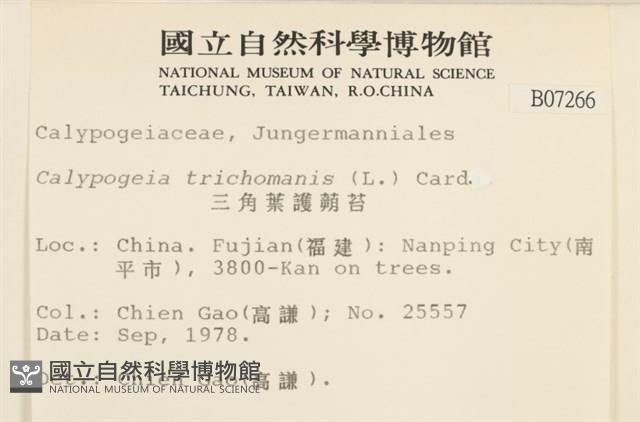 國立自然科學博物館
NATIONAL MUSEUM OF NATURAL SCIENCE
TAICHUNG, TAIWAN, R.O.CHINA
B07266
Calypogeiaceae, Jungermanniales
Calypogeia trichomanis (L.) Card.
三角葉護蒴苔
Loc.: China. Fujian(福建): Nanping City(南
平市), 3800-Kan on trees.
Col.: Chien Gao(高謙); No. 25557
Date: Sep, 1978.
Det.: Chien Gao(高謙).
國立自然科學博物館
NATIONAL MUSEUM OF NATURAL SCIENCE